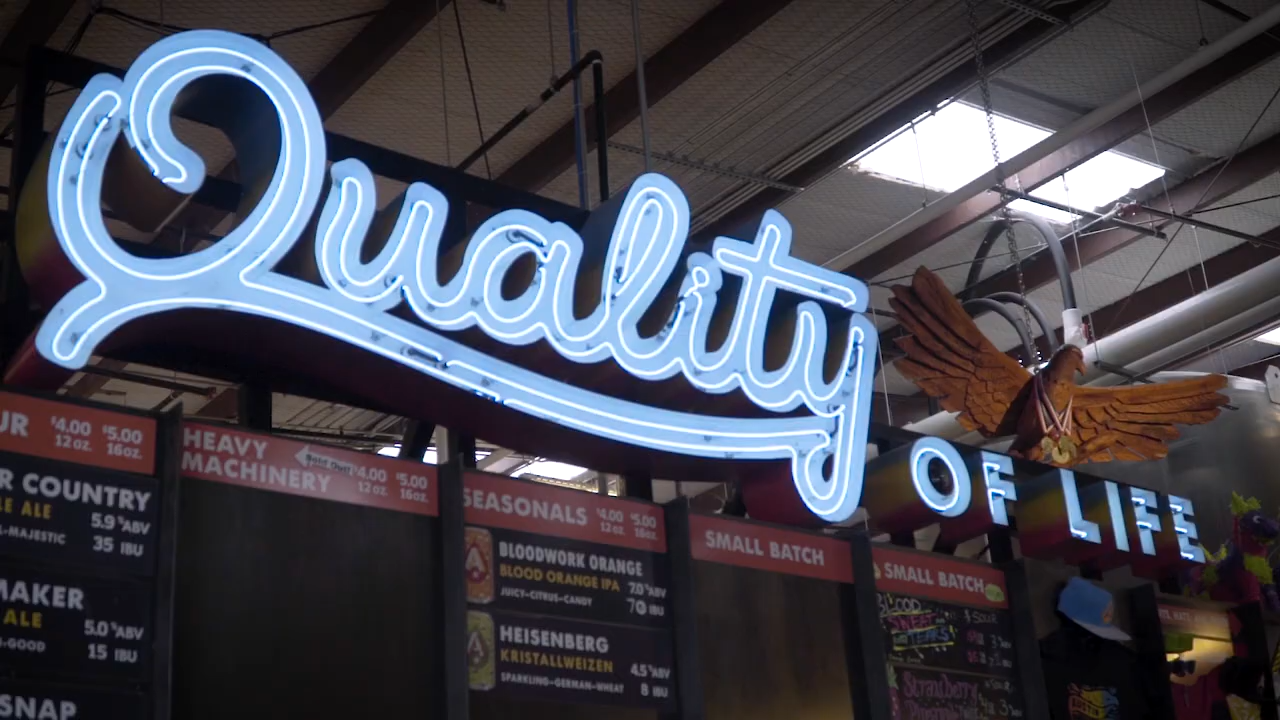 Quality
OF LIFE
UR $4.00 $5.00
12oz. 16oz.
R COUNTRY
LE ALE 5.9 %ABV
L-MAJESTIC 35 IBU
MAKER
ALE 5.0 %ABV
-GOOD 15 IBU
SNAP
HEAVY
MACHINERY
Sold Out!
$4.00 $5.00
12oz. 16oz.
SEASONALS $4.00 $5.00
12oz. 16oz.
BLOODWORK ORANGE
BLOOD ORANGE IPA 7.0 %ABV
JUICY-CITRUS-CANDY 70 IBU
HEISENBERG
KRISTALLWEIZEN 4.5 %ABV
SPARKLING-GERMAN-WHEAT 8 IBU
SMALL BATCH
SMALL BATCH
BLOOD
SWEAT
TEARS
SOUR
Strawberry